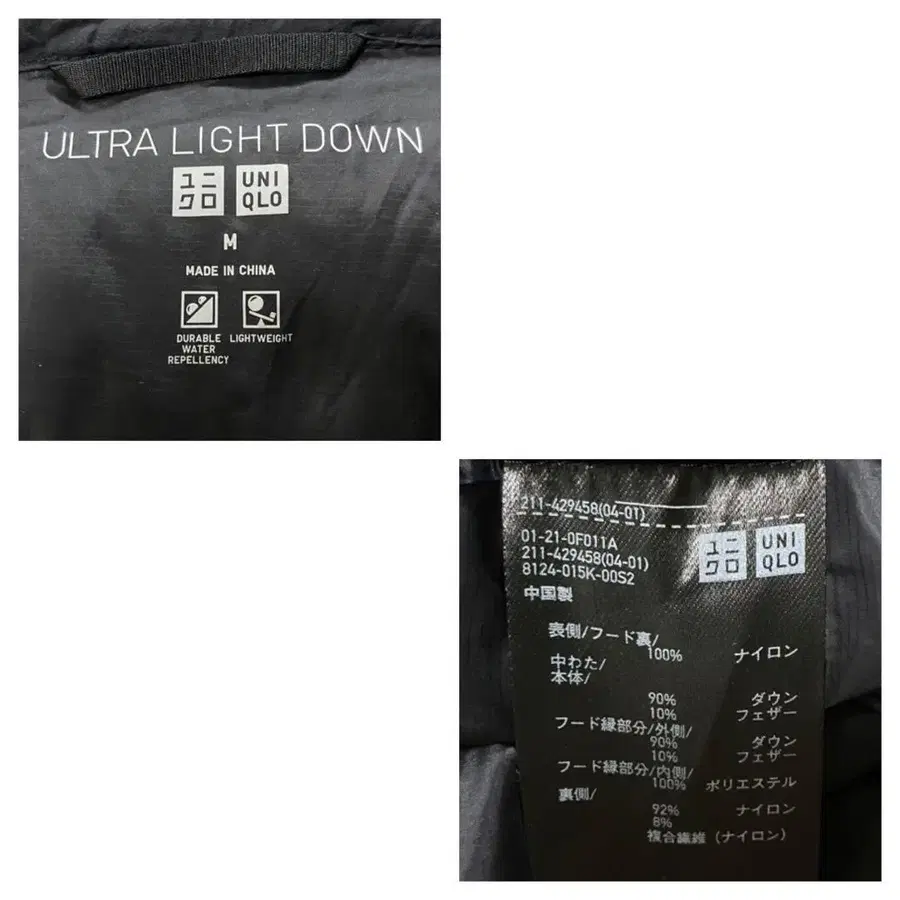 ULTRA LIGHT DOWN
ユニクロ UNIQLO
M
MADE IN CHINA
DURABLE WATER REPELLENCY
LIGHTWEIGHT
211-429458(04-01)
01-21-0F011A
211-429458(04-01)
8124-015K-00S2
ユニクロ UNIQLO
中国製
表側/フード裏/
100% ナイロン
中わた/
本体/
90% ダウン
10% フェザー
フード縁部分/外側/
90% ダウン
10% フェザー
フード縁部分/内側/
100% ポリエステル
裏側/
92% ナイロン
8%
複合繊維(ナイロン)